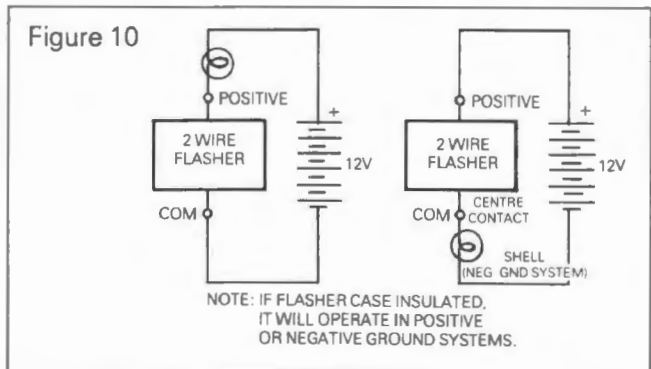 Figure 10
POSITIVE
2 WIRE
FLASHER
COM
+
12V
POSITIVE
2 WIRE
FLASHER
COM
CENTRE
CONTACT
SHELL
(NEG GND SYSTEM)
+
12V
NOTE: IF FLASHER CASE INSULATED,
IT WILL OPERATE IN POSITIVE
OR NEGATIVE GROUND SYSTEMS.